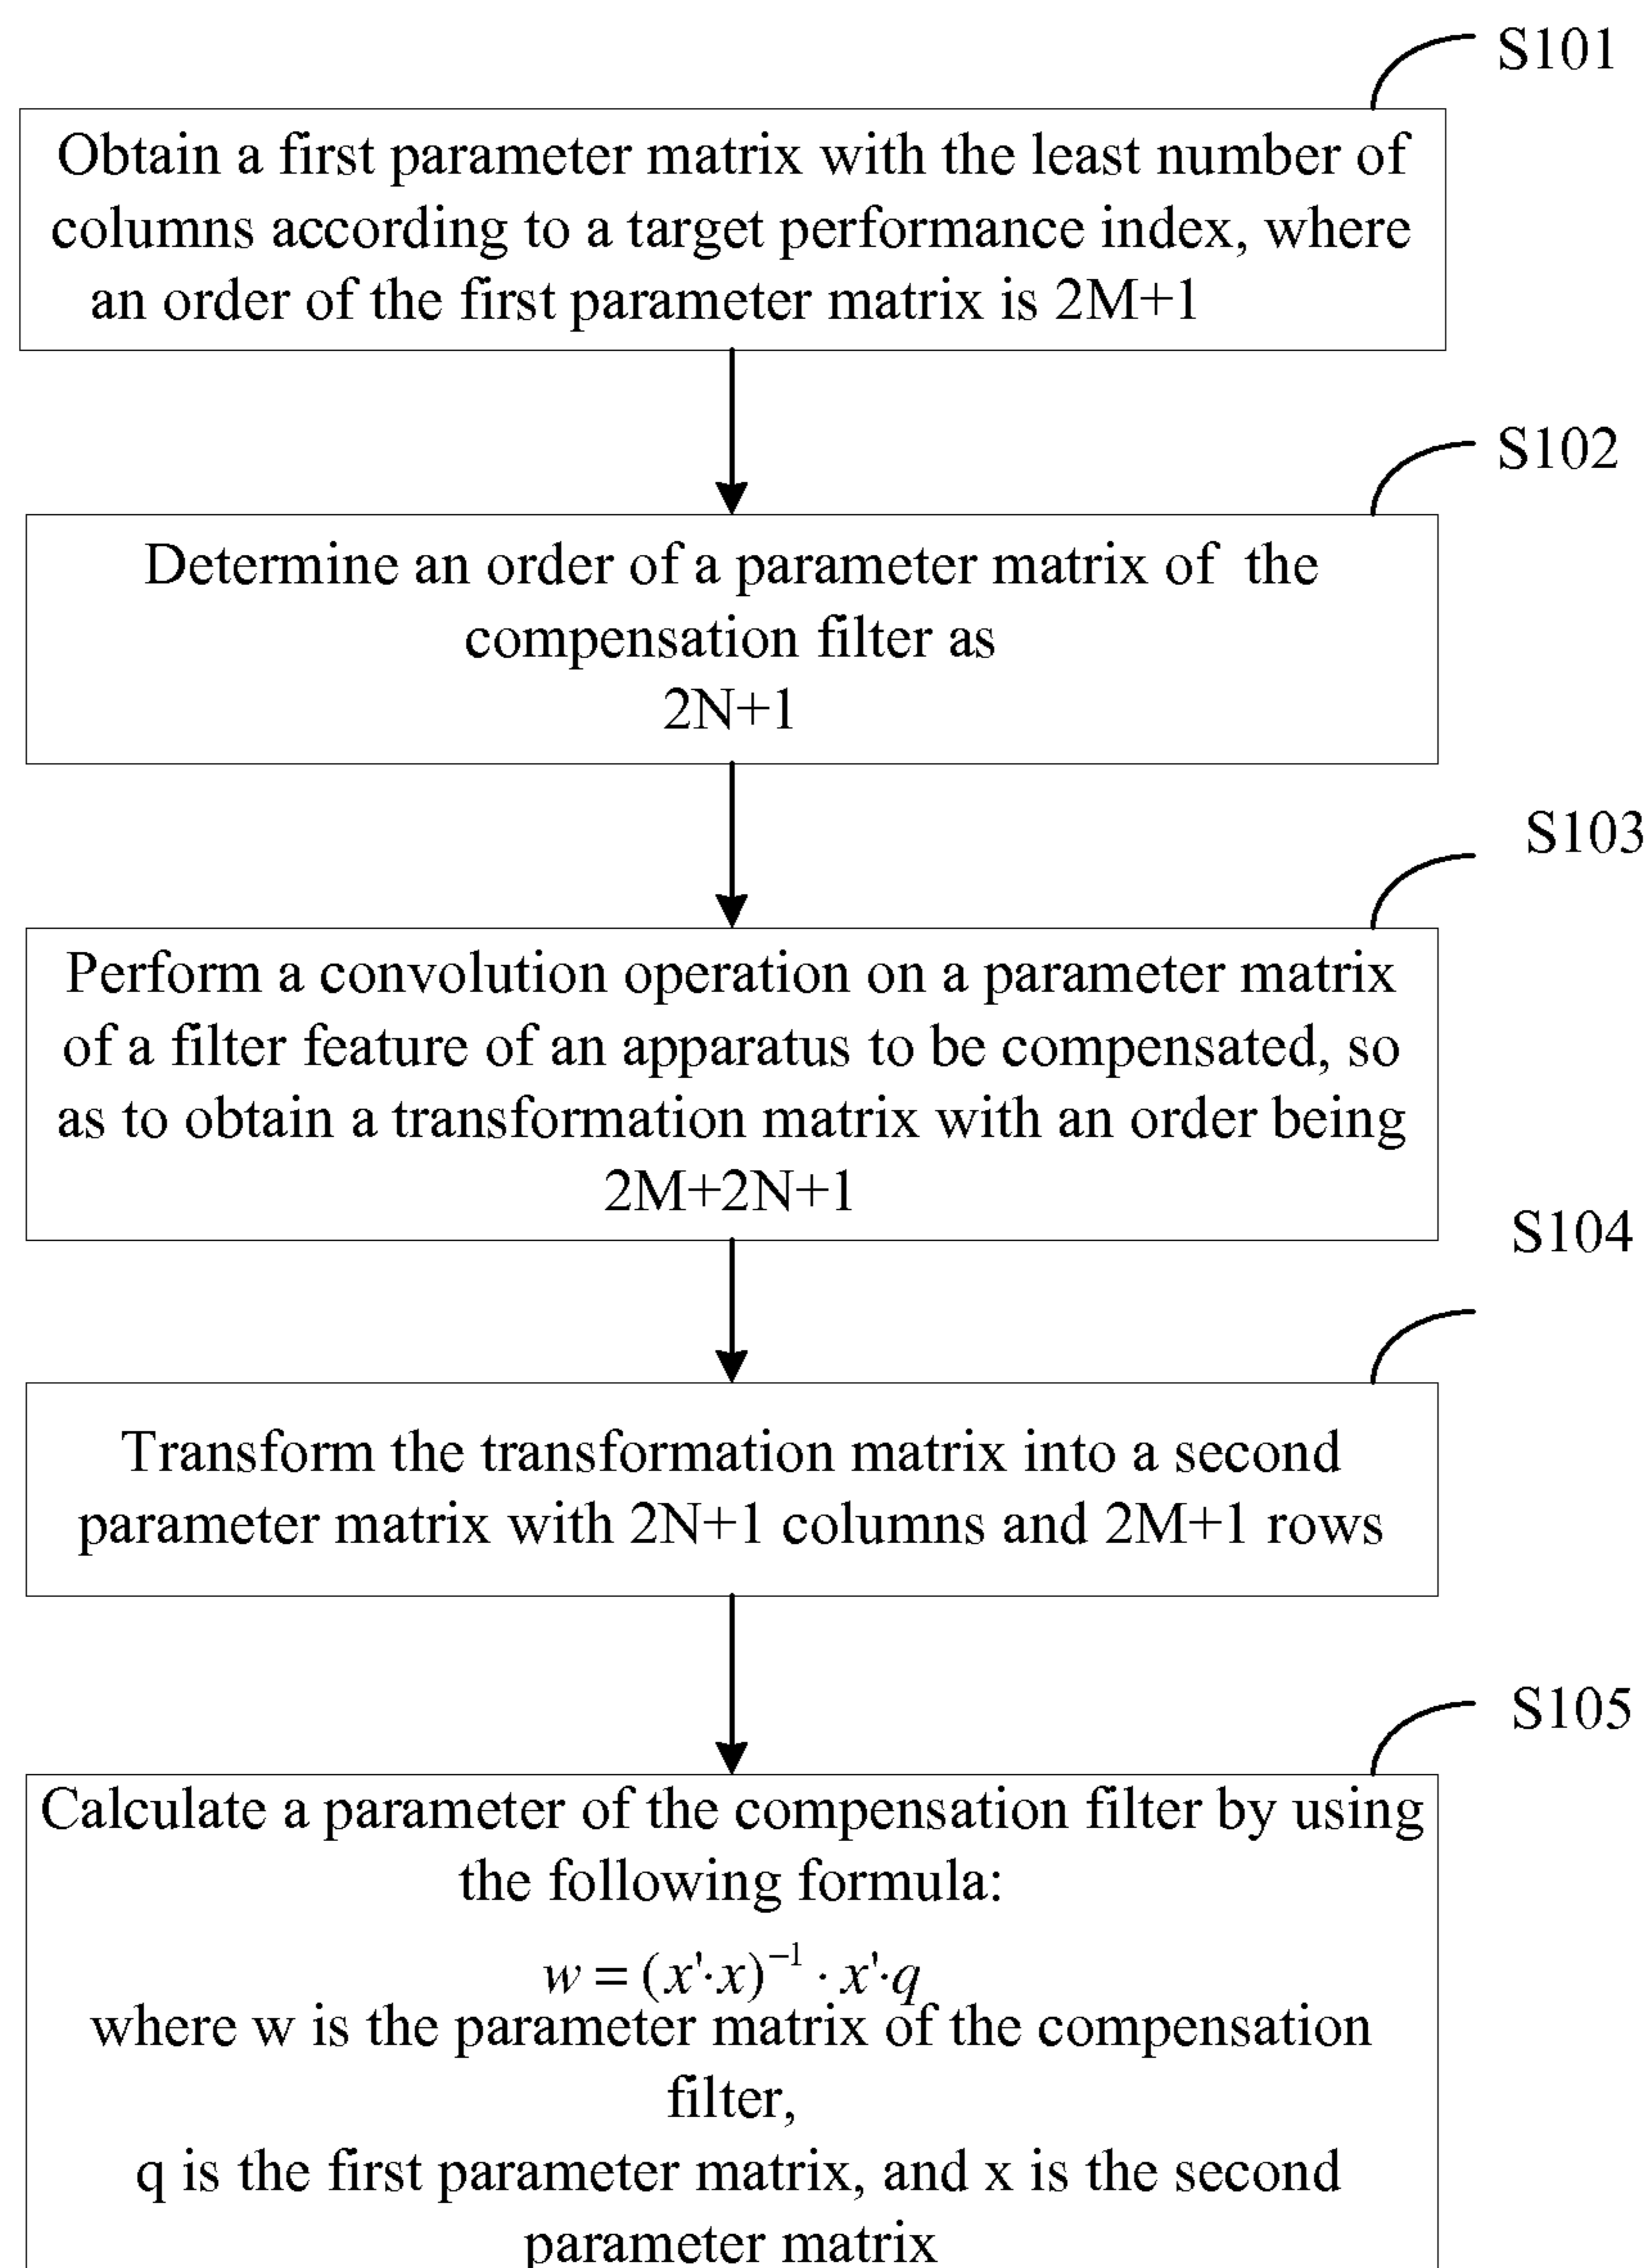 S101
Obtain a first parameter matrix with the least number of
columns according to a target performance index, where
an order of the first parameter matrix is 2M+1
S102
Determine an order of a parameter matrix of the
compensation filter as
2N+1
S103
Perform a convolution operation on a parameter matrix
of a filter feature of an apparatus to be compensated, so
as to obtain a transformation matrix with an order being
2M+2N+1
S104
Transform the transformation matrix into a second
parameter matrix with 2N+1 columns and 2M+1 rows
S105
Calculate a parameter of the compensation filter by using
the following formula:
w = (x'·x)⁻¹ · x'·q
where w is the parameter matrix of the compensation
filter,
q is the first parameter matrix, and x is the second
parameter matrix